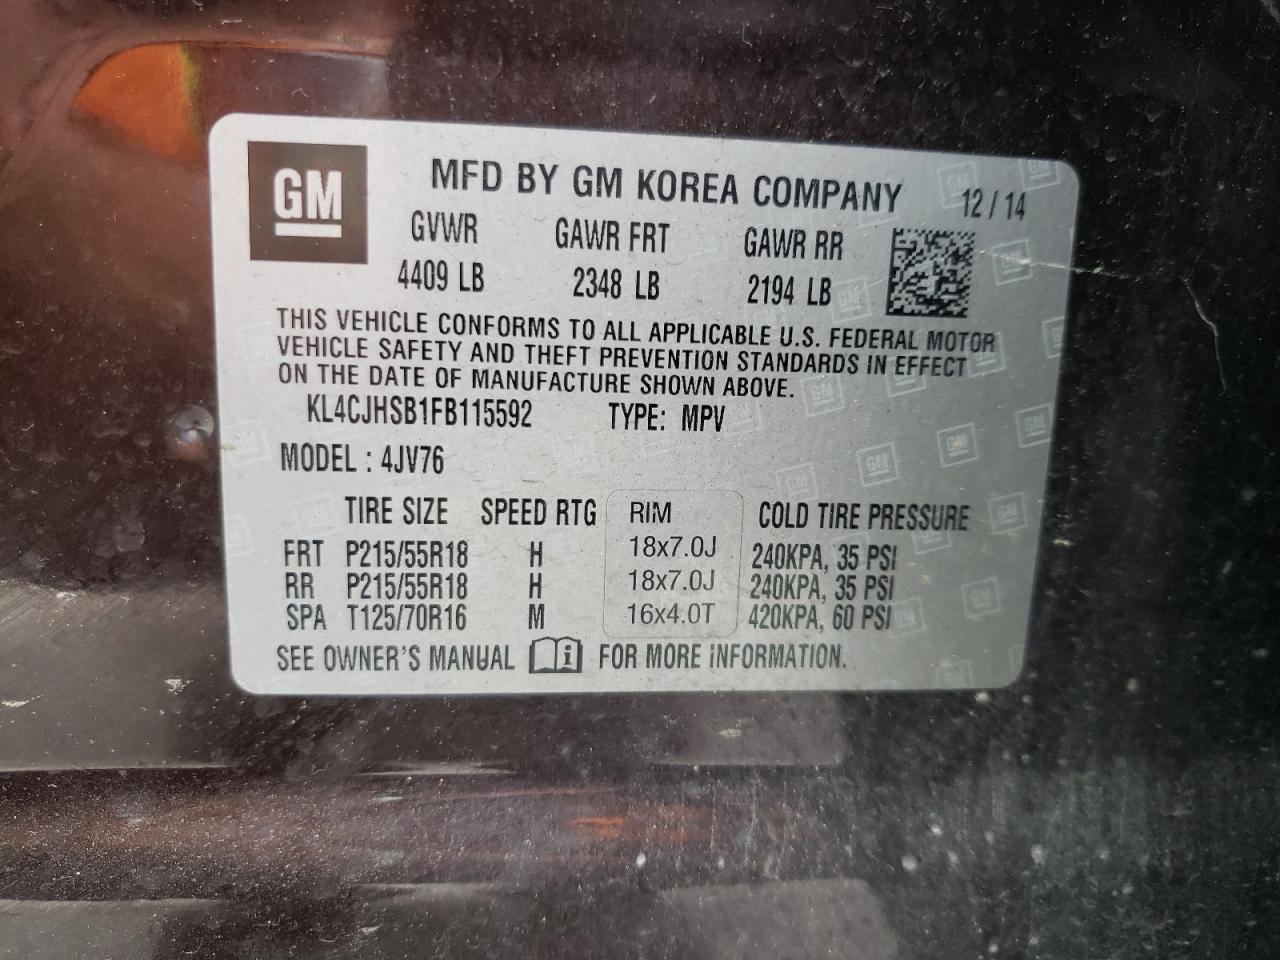 GM
MFD BY GM KOREA COMPANY 12 / 14
GVWR GAWR FRT GAWR RR
4409 LB 2348 LB 2194 LB
THIS VEHICLE CONFORMS TO ALL APPLICABLE U.S. FEDERAL MOTOR
VEHICLE SAFETY AND THEFT PREVENTION STANDARDS IN EFFECT
ON THE DATE OF MANUFACTURE SHOWN ABOVE.
KL4CJHSB1FB115592 TYPE: MPV
MODEL : 4JV76
TIRE SIZE SPEED RTG RIM COLD TIRE PRESSURE
FRT P215/55R18 H 18x7.0J 240KPA, 35 PSI
RR P215/55R18 H 18x7.0J 240KPA, 35 PSI
SPA T125/70R16 M 16x4.0T 420KPA, 60 PSI
SEE OWNER'S MANUAL i FOR MORE INFORMATION.